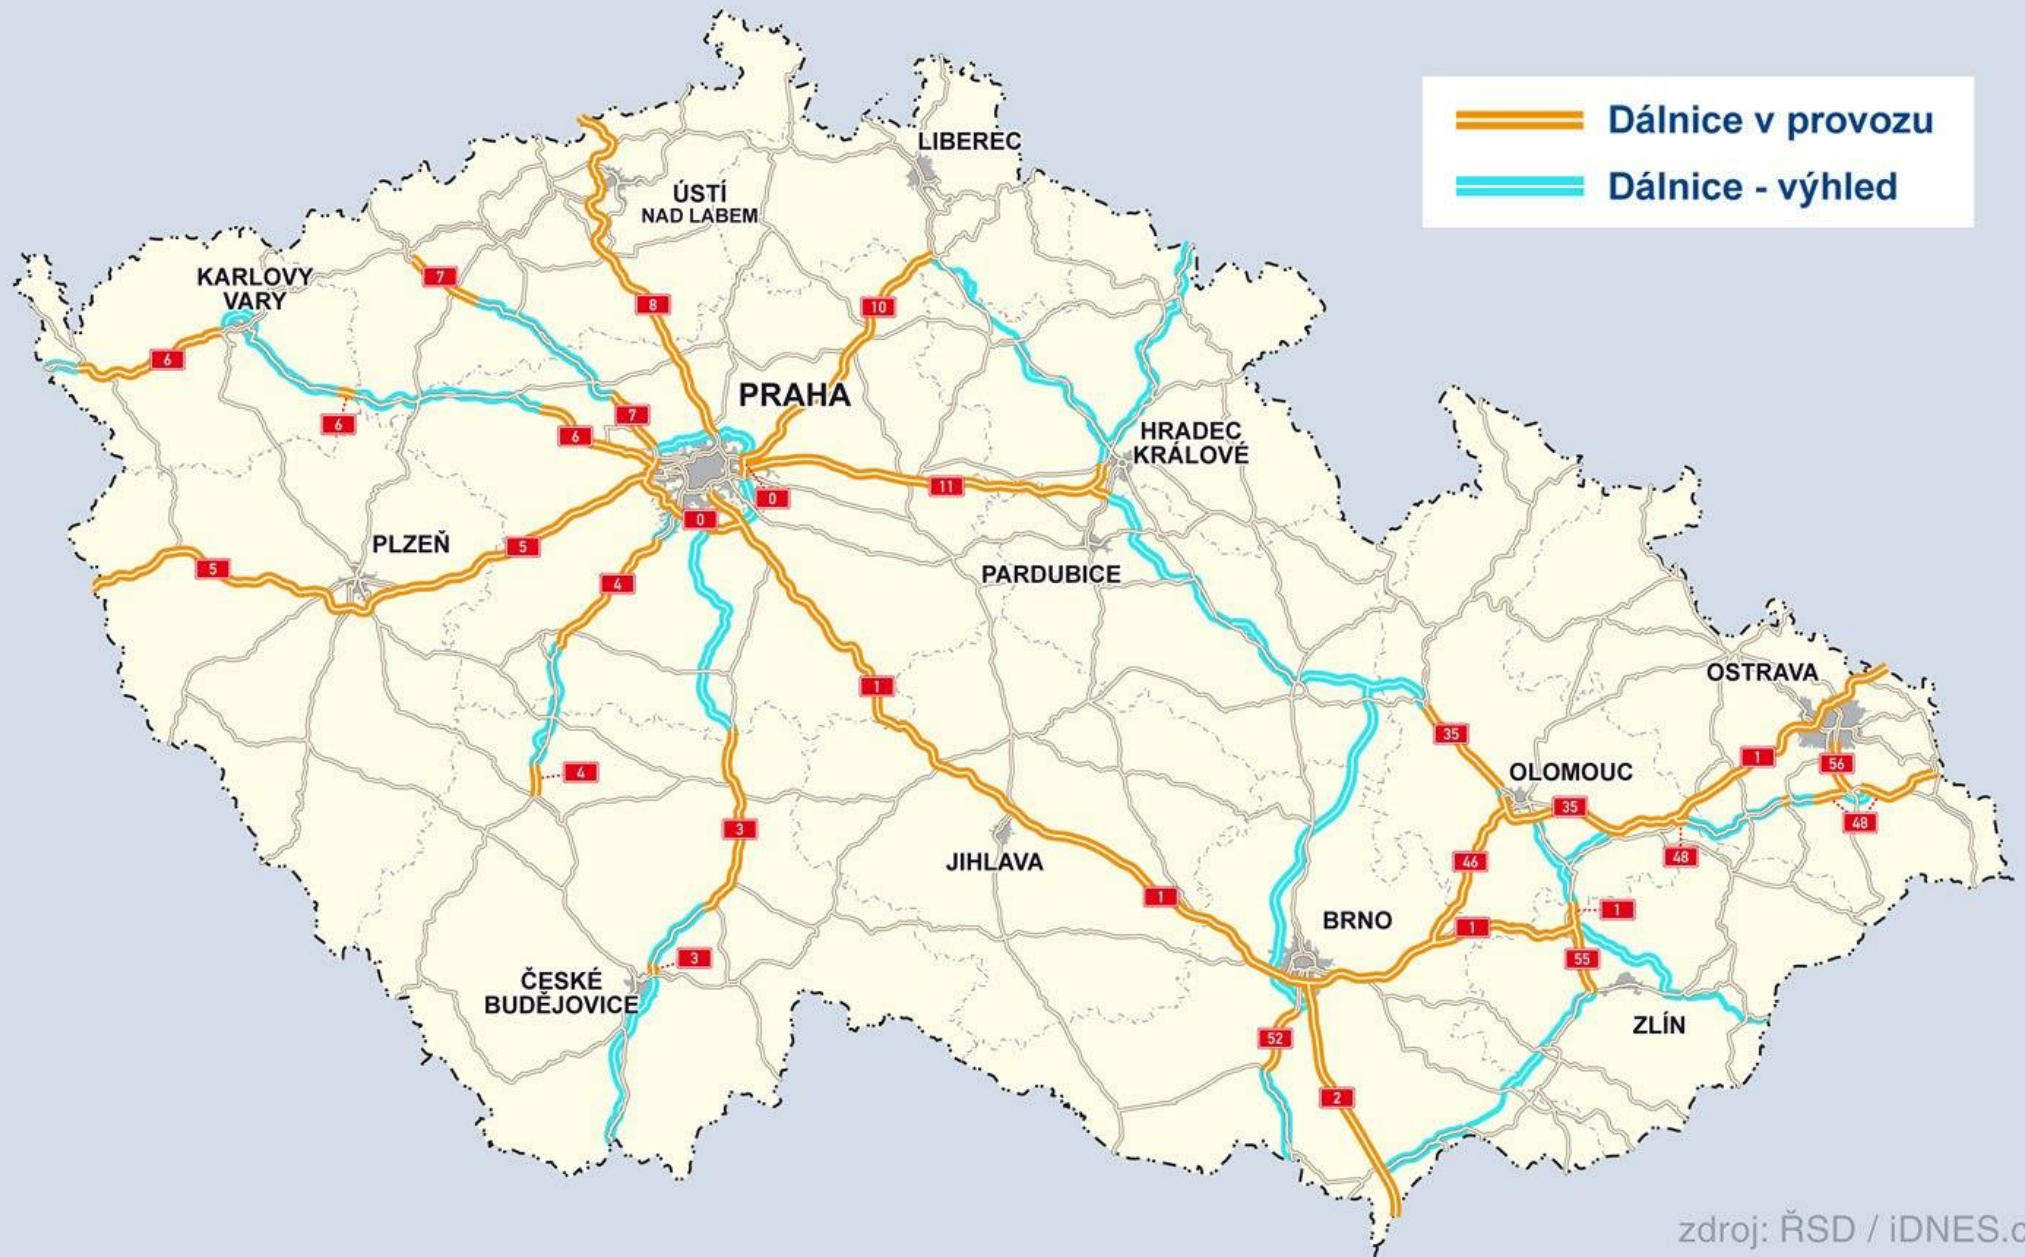 Dálnice v provozu
Dálnice - výhled
LIBEREC
ÚSTÍ
NAD LABEM
KARLOVY
VARY
7
8
10
6
PRAHA
6
7
6
HRADEC
KRÁLOVÉ
11
0
0
PLZEŇ
5
5
4
PARDUBICE
OSTRAVA
1
35
1
56
4
OLOMOUC
35
3
48
48
JIHLAVA
46
1
1
BRNO
1
3
55
ČESKÉ
BUDĚJOVICE
ZLÍN
52
2
zdroj: ŘSD / iDNES.c